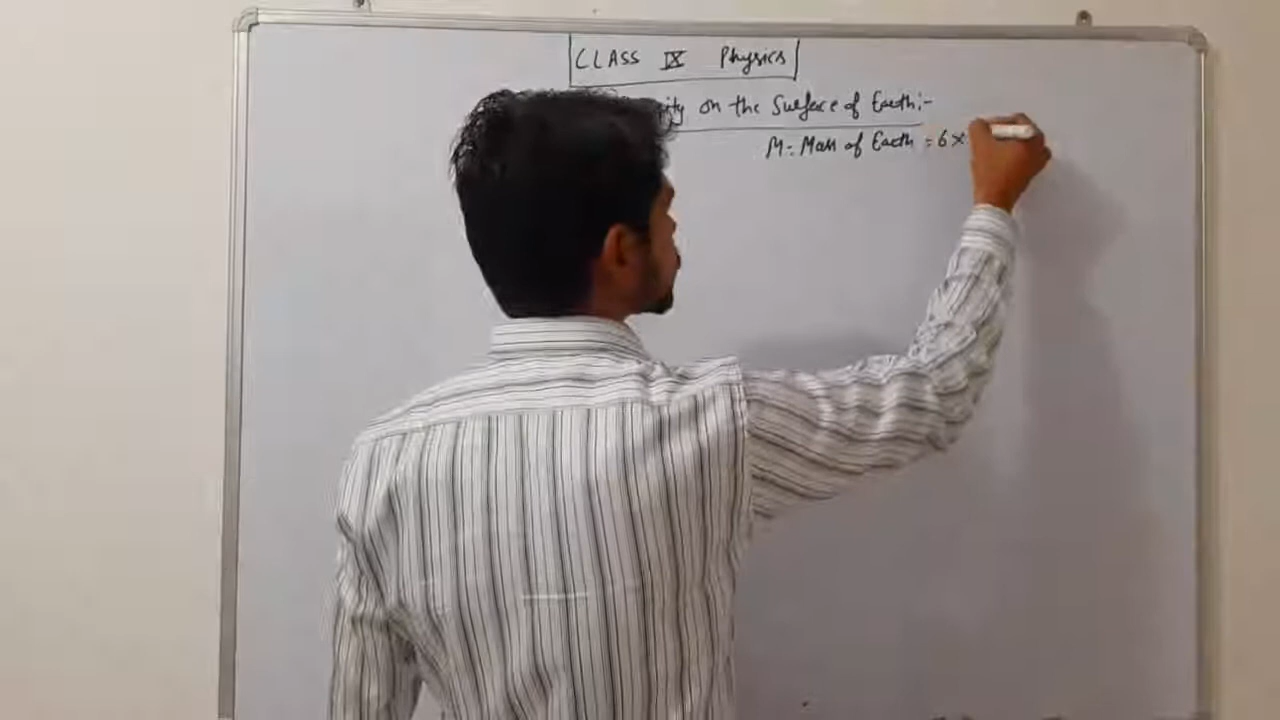 CLASS IX Physics
on the Surface of Earth:-
M = Mass of Earth = 6 ×